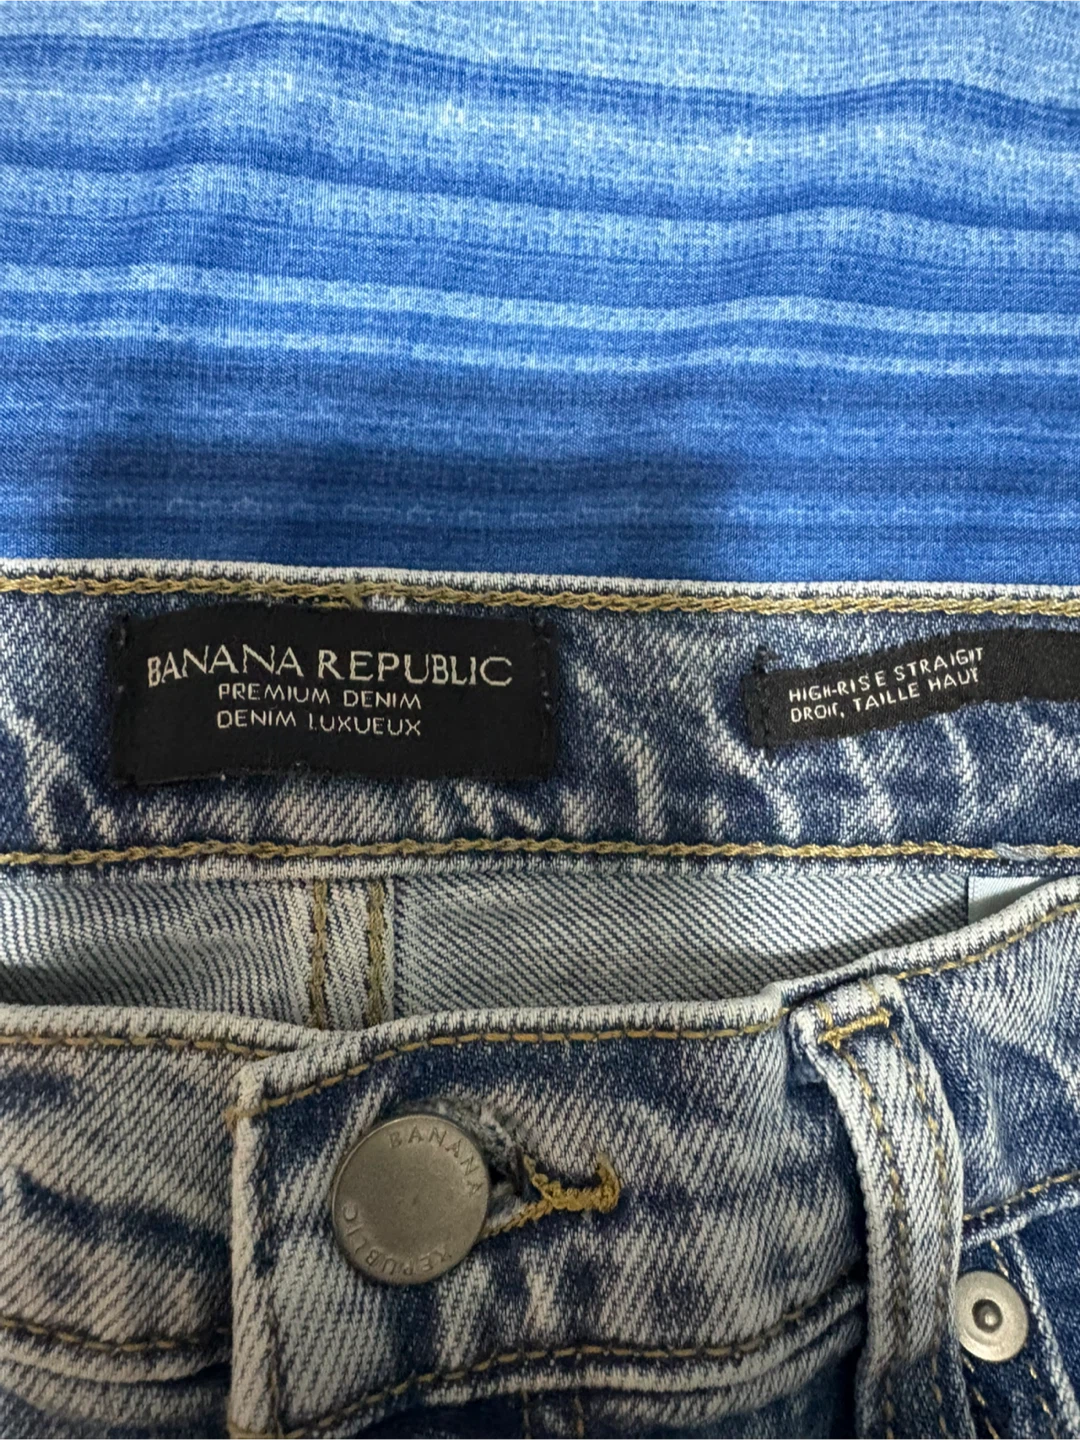 BANANA REPUBLIC
PREMIUM DENIM
DENIM LUXUEUX
HIGH-RISE STRAIGHT
DROIT, TAILLE HAUT
BANANA
REPUBLIC